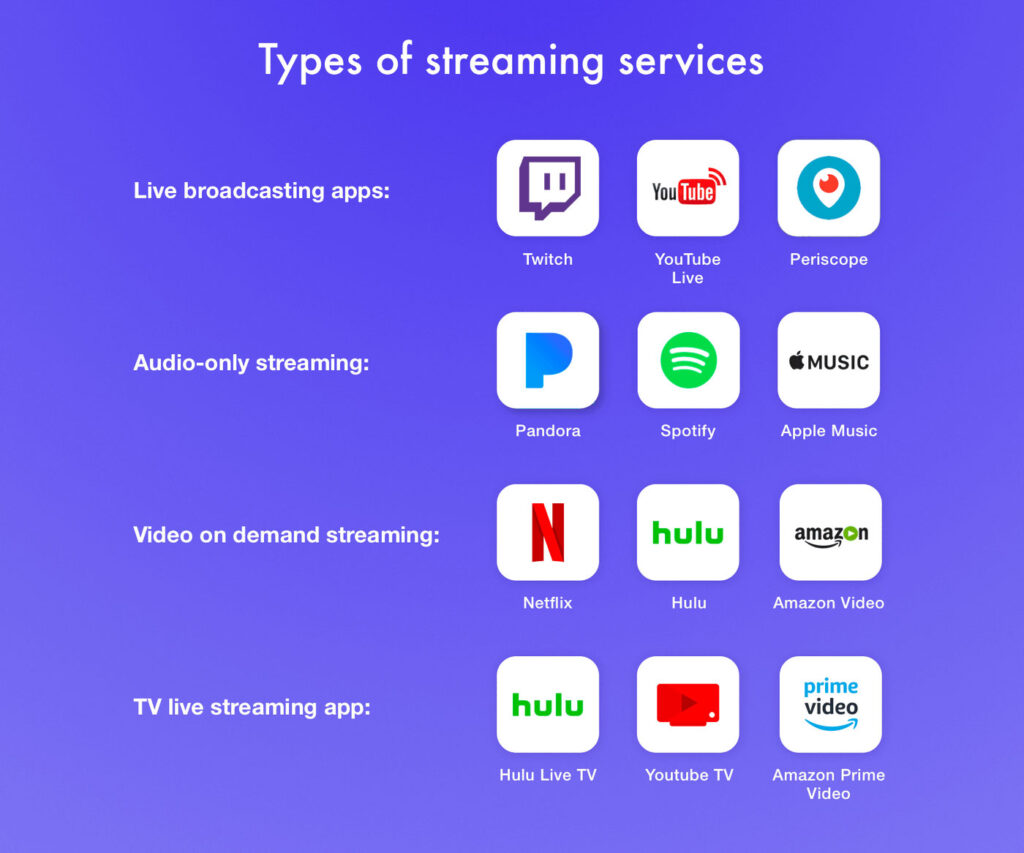 Types of streaming services
Live broadcasting apps:
YouTube
Twitch
YouTube
Live
Periscope
Audio-only streaming:
MUSIC
Pandora
Spotify
Apple Music
Video on demand streaming:
N
hulu
amazon
Netflix
Hulu
Amazon Video
TV live streaming app:
hulu
prime
video
Hulu Live TV
Youtube TV
Amazon Prime
Video